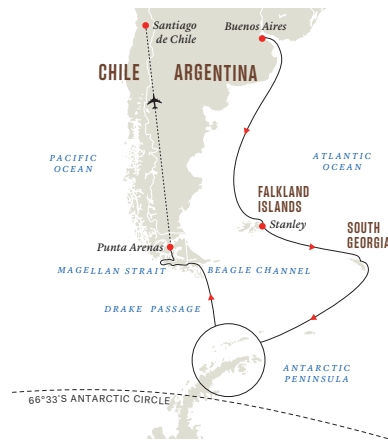 Santiago
de Chile
Buenos Aires
CHILE
ARGENTINA
PACIFIC
OCEAN
ATLANTIC
OCEAN
FALKLAND
ISLANDS
Stanley
SOUTH
GEORGIA
Punta Arenas
MAGELLAN STRAIT
BEAGLE CHANNEL
DRAKE PASSAGE
ANTARCTIC
PENINSULA
66°33'S ANTARCTIC CIRCLE